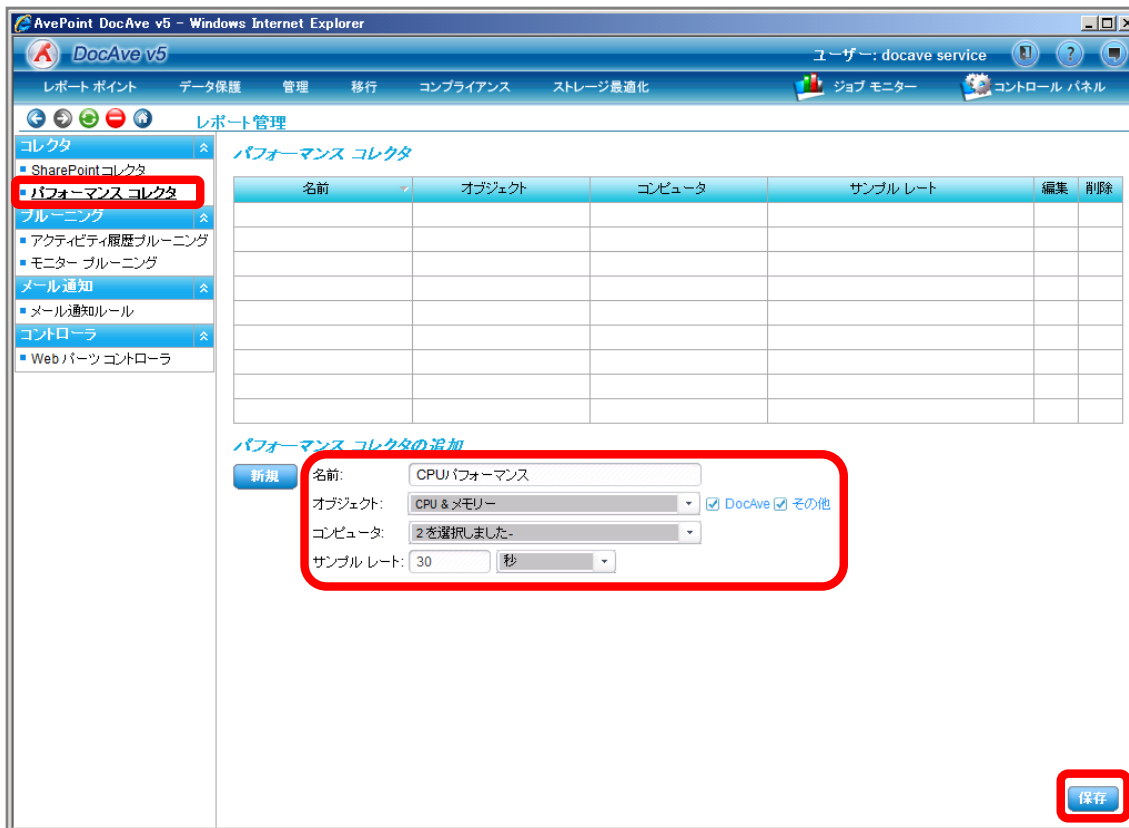 AvePoint DocAve v5 - Windows Internet Explorer
DocAve v5
ユーザー: docave service
レポート ポイント データ保護 管理 移行 コンプライアンス ストレージ最適化 ジョブ モニター コントロール パネル
レポート管理
コレクタ
SharePointコレクタ
パフォーマンス コレクタ
プルーニング
アクティビティ履歴プルーニング
モニター プルーニング
メール通知
メール通知ルール
コントローラ
Web パーツ コントローラ
パフォーマンス コレクタ
名前 オブジェクト コンピュータ サンプル レート 編集 削除
パフォーマンス コレクタの追加
新規
名前: CPUパフォーマンス
オブジェクト: CPU & メモリー DocAve その他
コンピュータ: 2 を選択しました-
サンプル レート: 30 秒
保存